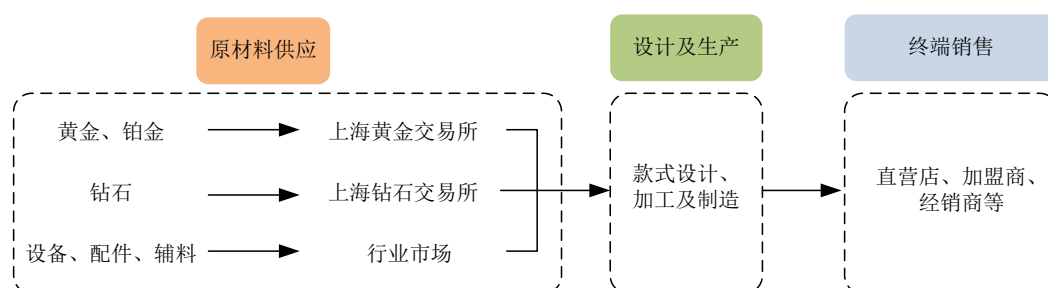 原材料供应
设计及生产
终端销售
黄金、铂金
上海黄金交易所
钻石
上海钻石交易所
设备、配件、辅料
行业市场
款式设计、
加工及制造
直营店、加盟商、
经销商等